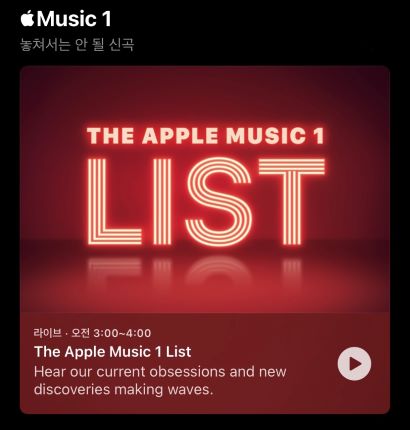 Music 1
놓쳐서는 안 될 신곡
THE APPLE MUSIC 1
LIST
라이브 · 오전 3:00~4:00
The Apple Music 1 List
Hear our current obsessions and new
discoveries making waves.